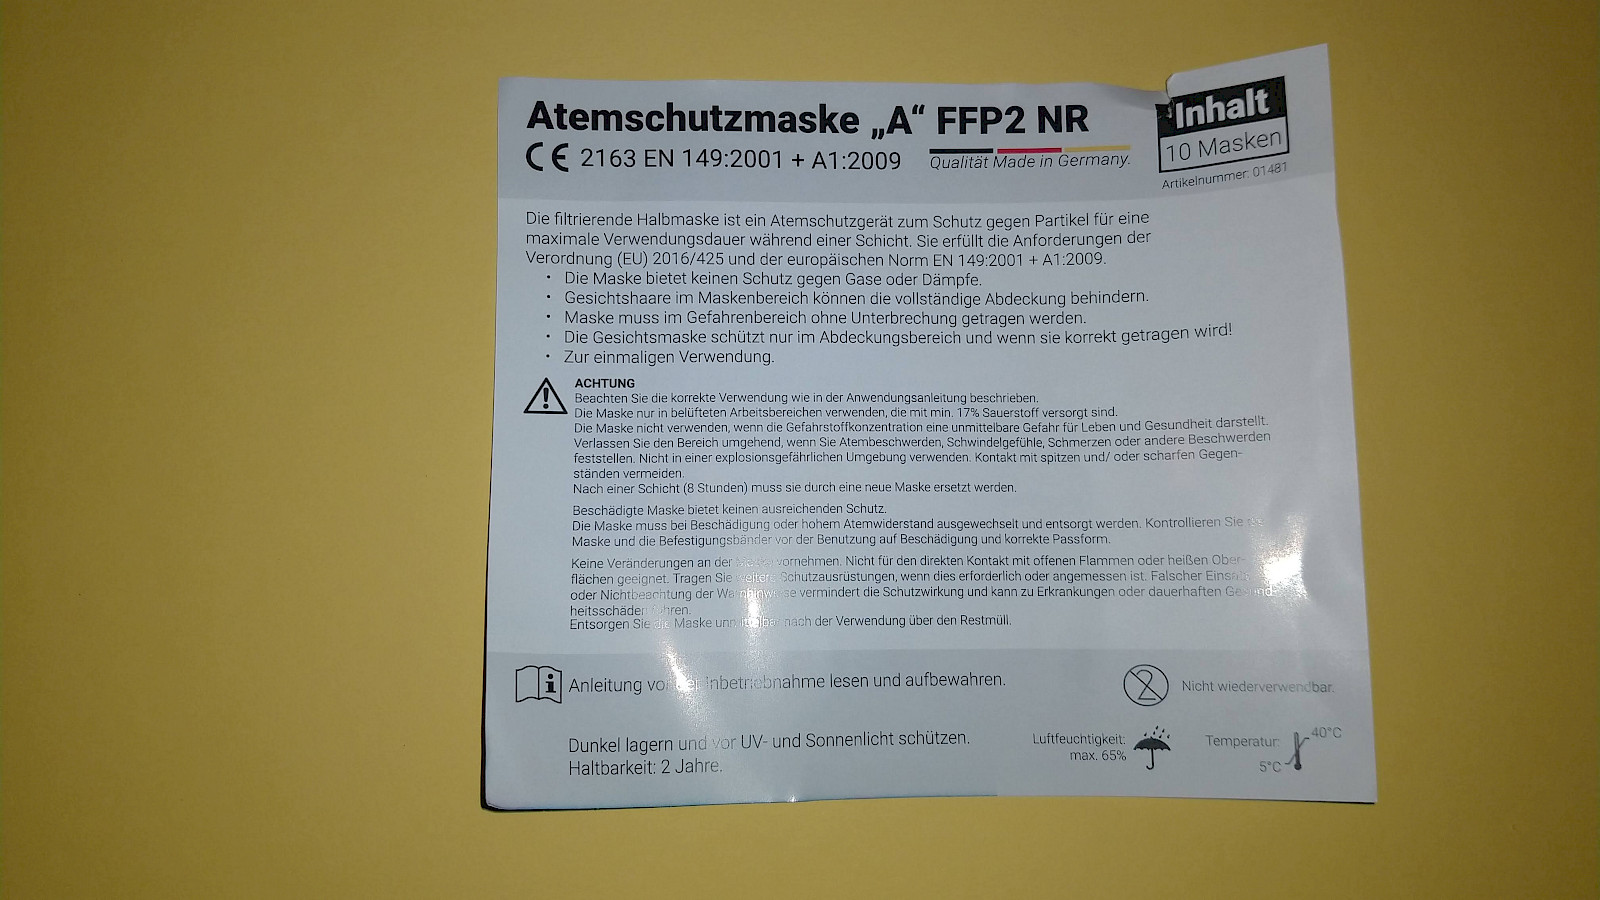 Atemschutzmaske „A“ FFP2 NR
CE 2163 EN 149:2001 + A1:2009
Qualität Made in Germany.
Inhalt
10 Masken
Artikelnummer: 01481
Die filtrierende Halbmaske ist ein Atemschutzgerät zum Schutz gegen Partikel für eine
maximale Verwendungsdauer während einer Schicht. Sie erfüllt die Anforderungen der
Verordnung (EU) 2016/425 und der europäischen Norm EN 149:2001 + A1:2009.
• Die Maske bietet keinen Schutz gegen Gase oder Dämpfe.
• Gesichtshaare im Maskenbereich können die vollständige Abdeckung behindern.
• Maske muss im Gefahrenbereich ohne Unterbrechung getragen werden.
• Die Gesichtsmaske schützt nur im Abdeckungsbereich und wenn sie korrekt getragen wird!
• Zur einmaligen Verwendung.
ACHTUNG
Beachten Sie die korrekte Verwendung wie in der Anwendungsanleitung beschrieben.
Die Maske nur in belüfteten Arbeitsbereichen verwenden, die mit min. 17% Sauerstoff versorgt sind.
Die Maske nicht verwenden, wenn die Gefahrstoffkonzentration eine unmittelbare Gefahr für Leben und Gesundheit darstellt.
Verlassen Sie den Bereich umgehend, wenn Sie Atembeschwerden, Schwindelgefühle, Schmerzen oder andere Beschwerden
feststellen. Nicht in einer explosionsgefährlichen Umgebung verwenden. Kontakt mit spitzen und/ oder scharfen Gegen-
ständen vermeiden.
Nach einer Schicht (8 Stunden) muss sie durch eine neue Maske ersetzt werden.
Beschädigte Maske bietet keinen ausreichenden Schutz.
Die Maske muss bei Beschädigung oder hohem Atemwiderstand ausgewechselt und entsorgt werden. Kontrollieren Sie
Maske und die Befestigungsbänder vor der Benutzung auf Beschädigung und korrekte Passform.
Keine Veränderungen an der vornehmen. Nicht für den direkten Kontakt mit offenen Flammen oder heißen Ober-
flächen geeignet. Tragen Sie weitere Schutzausrüstungen, wenn dies erforderlich oder angemessen ist. Falscher
oder Nichtbeachtung der Warnhinweise vermindert die Schutzwirkung und kann zu Erkrankungen oder dauerhaften
heitsschäden
Entsorgen Sie die Maske nach der Verwendung über den Restmüll.
Anleitung vor der Inbetriebnahme lesen und aufbewahren.
2
Nicht wiederverwendbar.
Dunkel lagern und vor UV- und Sonnenlicht schützen.
Haltbarkeit: 2 Jahre.
Luftfeuchtigkeit:
max. 65%
Temperatur:
40°C
5°C